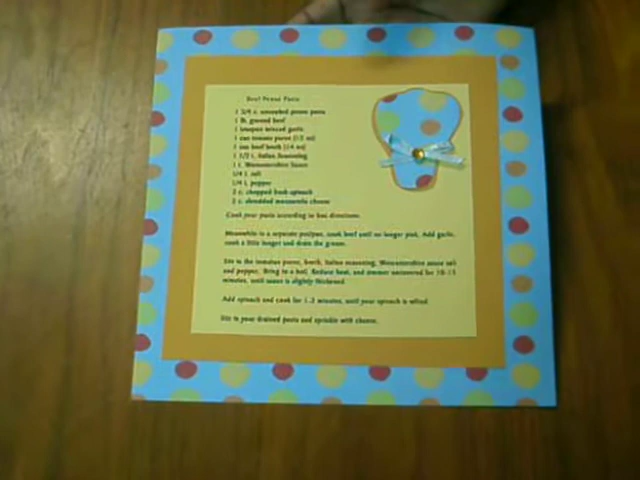 Beef Penne Pasta
1 3/4 c. uncooked penne pasta
1 lb. ground beef
1 teaspoon minced garlic
1 can tomato puree (15 oz)
1 can beef broth (14 oz)
1 1/2 t. Italian Seasoning
1 t. Worcestershire Sauce
1/4 t. salt
1/4 t. pepper
2 c. chopped fresh spinach
2 c. shredded mozzarella cheese
Cook your pasta according to box directions.
Meanwhile in a separate pot/pan, cook beef until no longer pink. Add garlic,
cook a little longer and drain the grease.
Stir in the tomatoe puree, broth, Italian seasoning, Worcestershire sauce salt
and pepper. Bring to a boil. Reduce heat, and simmer uncovered for 10-15
minutes, until sauce is slightly thickened.
Add spinach and cook for 1-2 minutes, until your spinach is wilted.
Stir in your drained pasta and sprinkle with cheese.